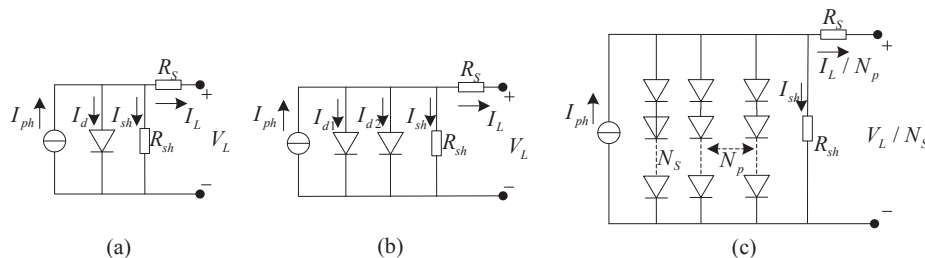 R_S
+
I_ph
I_d
I_sh
I_L
R_sh
V_L
−
(a)
R_S
+
I_ph
I_d1
I_d2
I_sh
I_L
R_sh
V_L
−
(b)
R_S
+
I_L / N_p
I_sh
I_ph
N_S
N_p
R_sh
V_L / N_S
−
(c)